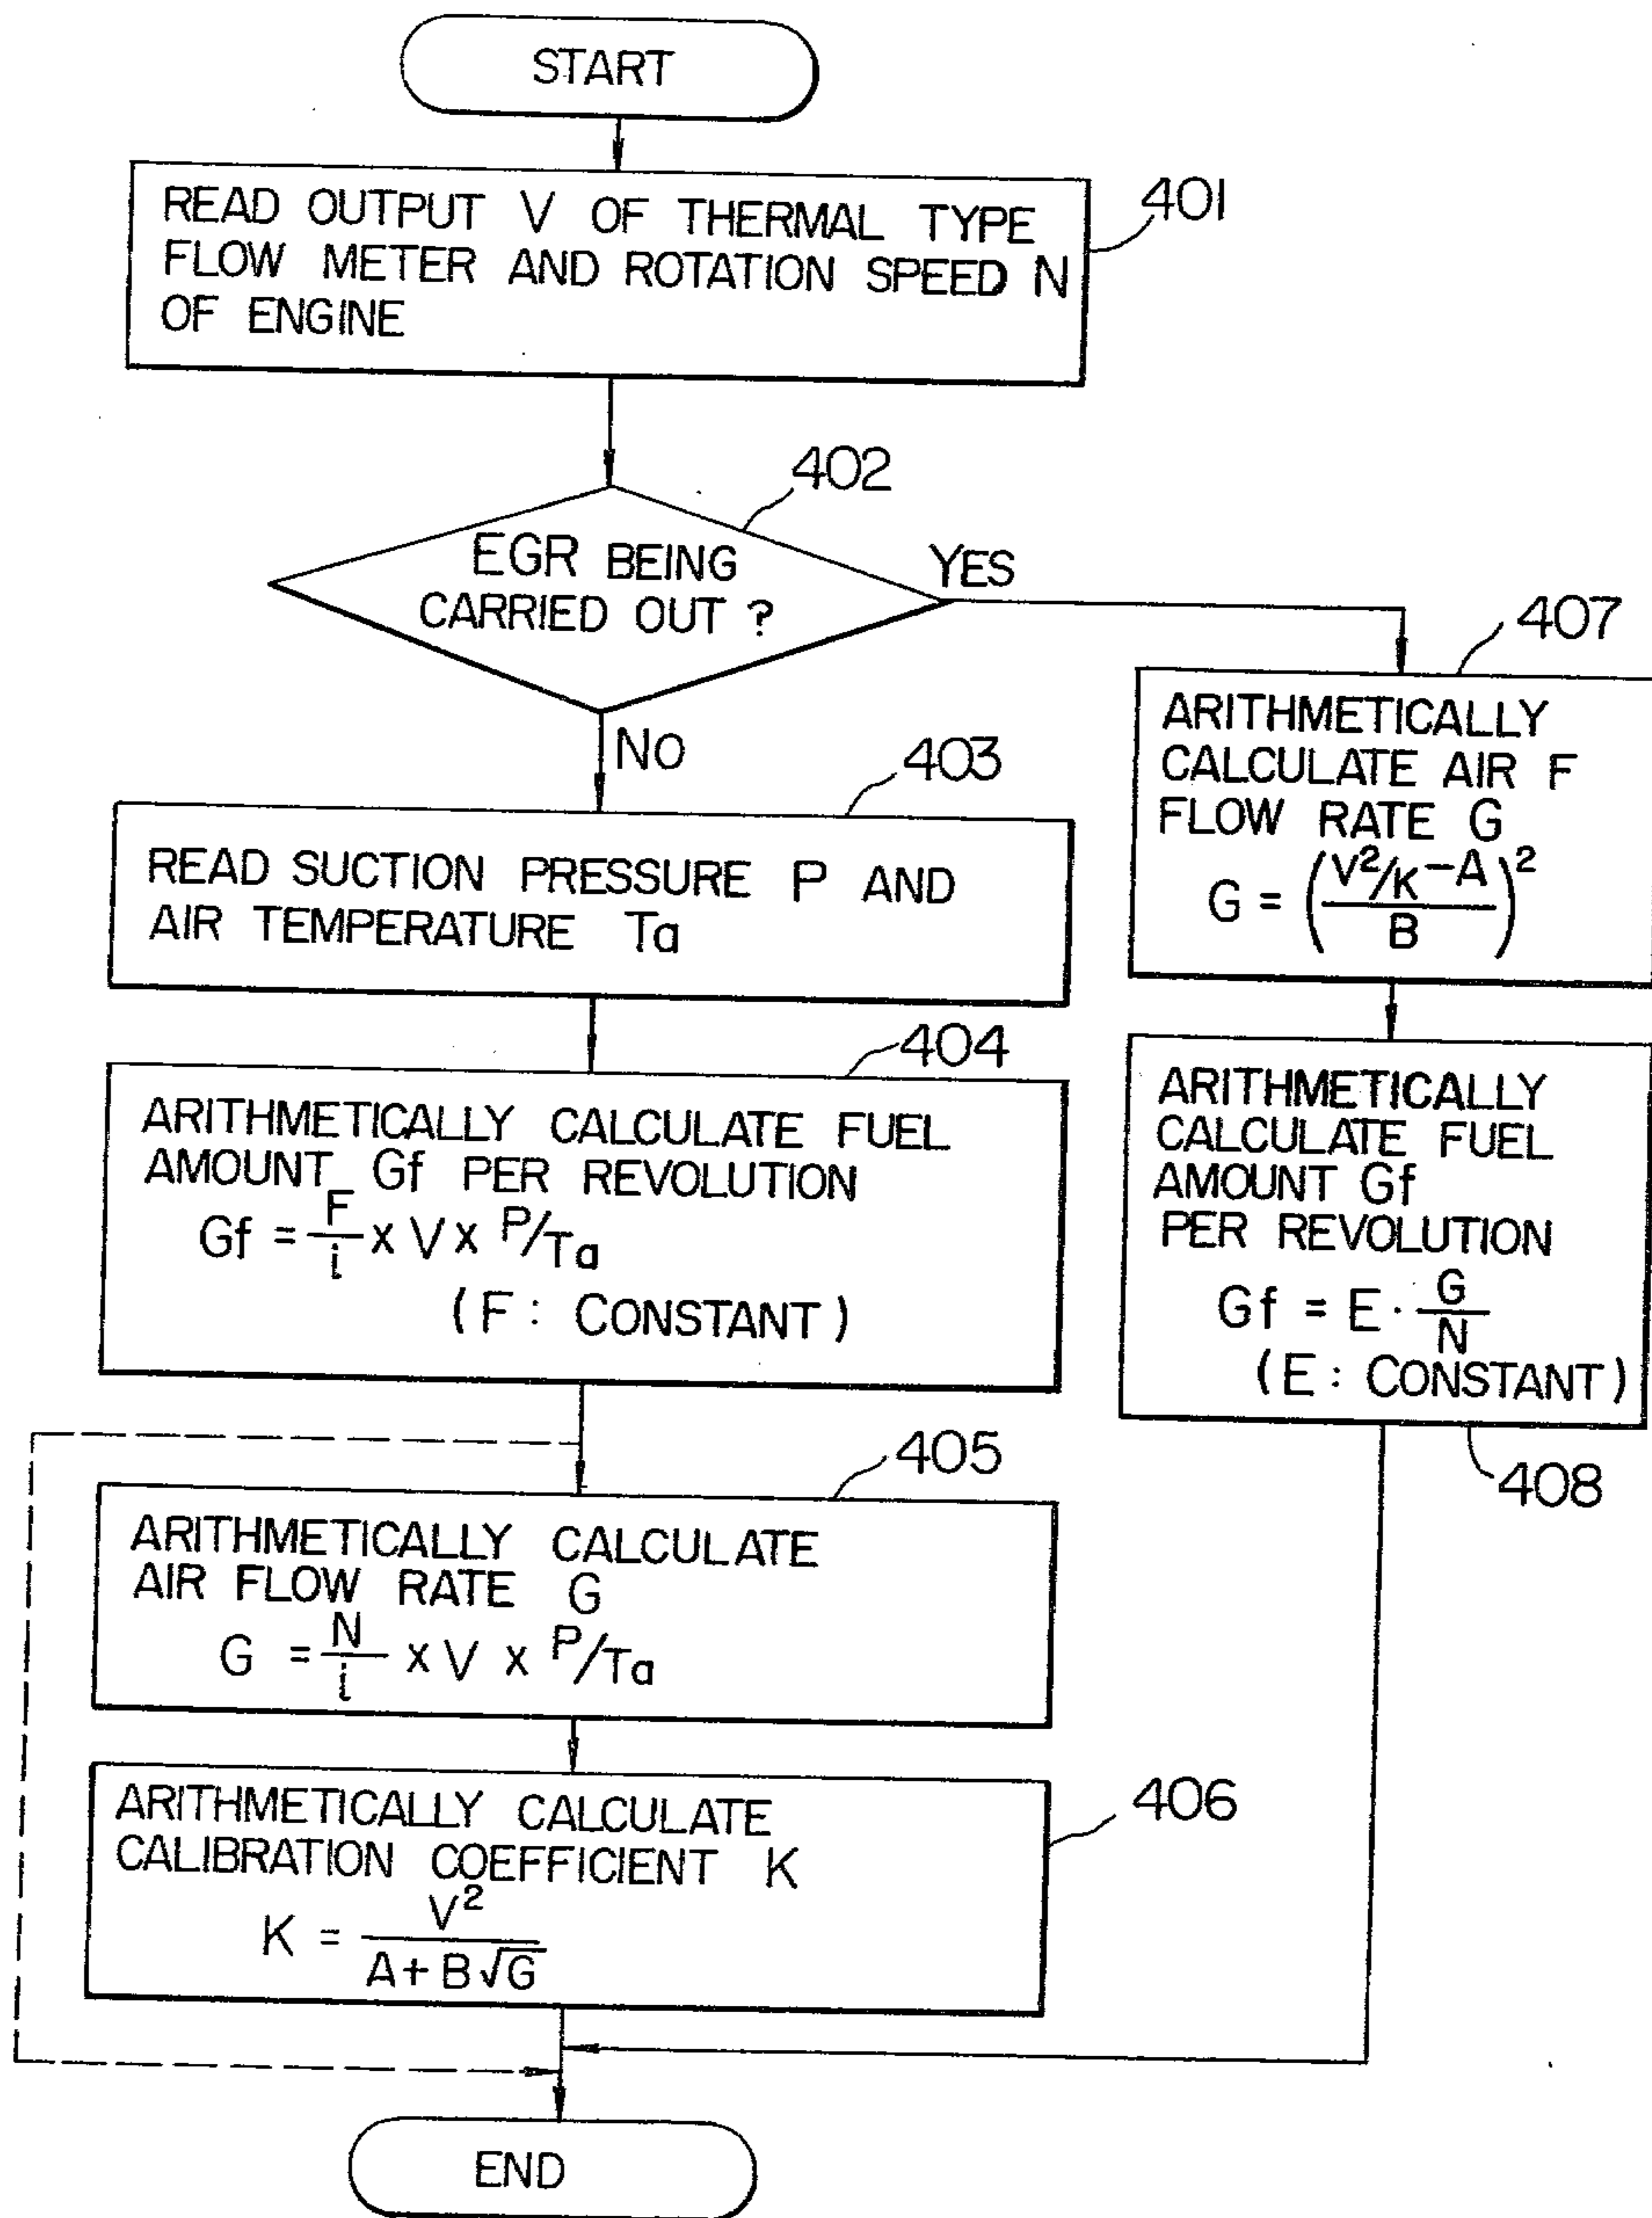 START
READ OUTPUT V OF THERMAL TYPE
FLOW METER AND ROTATION SPEED N
OF ENGINE
401
402
EGR BEING
CARRIED OUT ?
YES
NO
403
READ SUCTION PRESSURE P AND
AIR TEMPERATURE Ta
404
ARITHMETICALLY CALCULATE FUEL
AMOUNT Gf PER REVOLUTION
Gf = F/i x V x P/Ta
(F : CONSTANT)
405
ARITHMETICALLY CALCULATE
AIR FLOW RATE G
G = N/i x V x P/Ta
406
ARITHMETICALLY CALCULATE
CALIBRATION COEFFICIENT K
K = V²/A+B√G
407
ARITHMETICALLY
CALCULATE AIR F
FLOW RATE G
G = (V²/K-A/B)²
ARITHMETICALLY
CALCULATE FUEL
AMOUNT Gf
PER REVOLUTION
Gf = E · G/N
(E : CONSTANT)
408
END